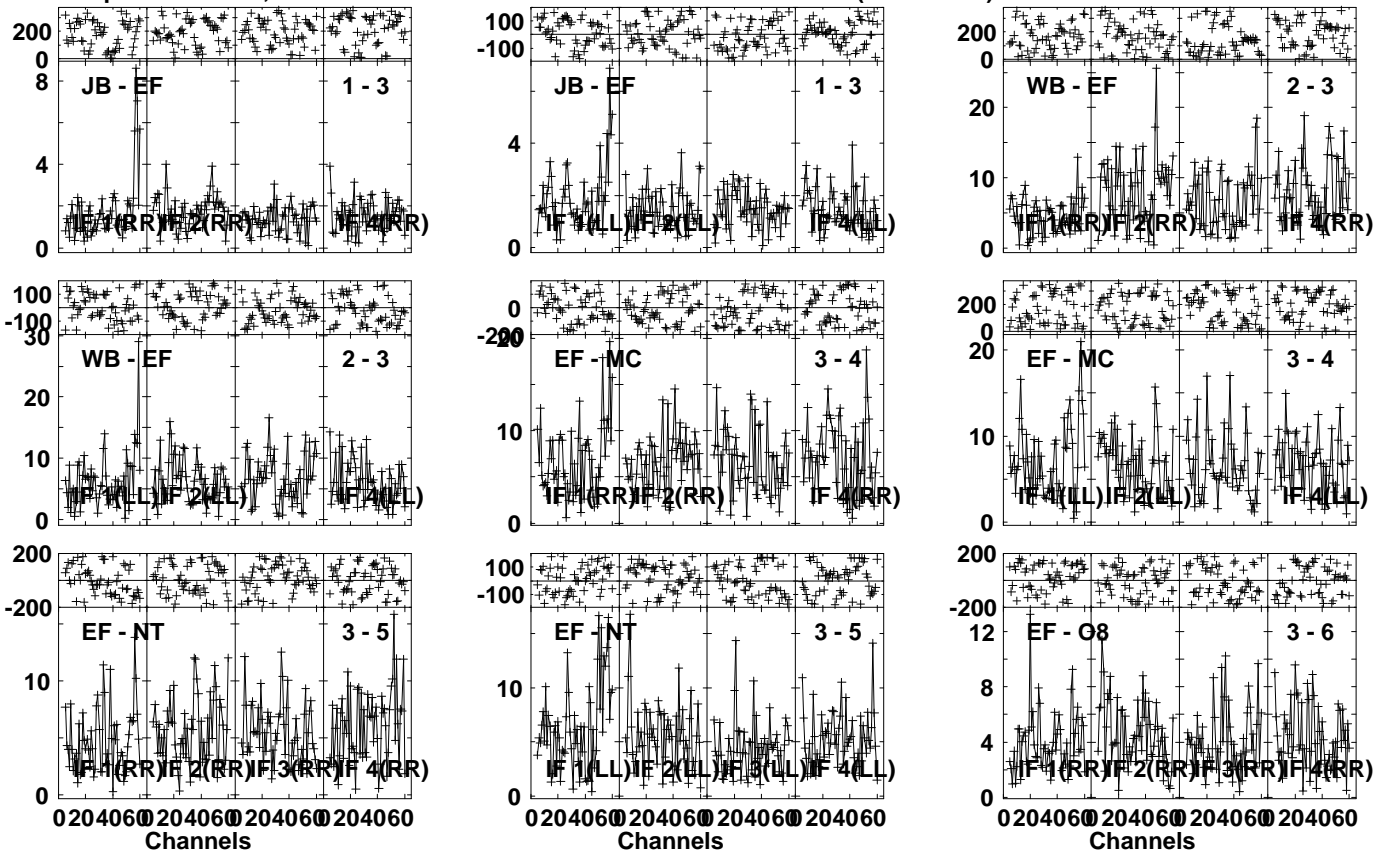 200
0
100
-100
200
0
8
4
0
JB - EF
1 - 3
IF 1(RR)
IF 2(RR)
IF 4(RR)
4
0
JB - EF
1 - 3
IF 1(LL)
IF 2(LL)
IF 4(LL)
20
10
0
WB - EF
2 - 3
IF 1(RR)
IF 2(RR)
IF 4(RR)
100
-100
0
-200
200
0
30
20
10
0
WB - EF
2 - 3
IF 1(LL)
IF 2(LL)
IF 4(LL)
20
10
0
EF - MC
3 - 4
IF 1(RR)
IF 2(RR)
IF 4(RR)
20
10
0
EF - MC
3 - 4
IF 1(LL)
IF 2(LL)
IF 4(LL)
200
-200
100
-100
200
-200
10
0
EF - NT
3 - 5
IF 1(RR)
IF 2(RR)
IF 3(RR)
IF 4(RR)
10
0
EF - NT
3 - 5
IF 1(LL)
IF 2(LL)
IF 3(LL)
IF 4(LL)
12
8
4
0
EF - O8
3 - 6
IF 1(RR)
IF 2(RR)
IF 3(RR)
IF 4(RR)
0 20 40 60 0 20 40 60 0 20 40 60 0 20 40 60
0 20 40 60 0 20 40 60 0 20 40 60 0 20 40 60
0 20 40 60 0 20 40 60 0 20 40 60 0 20 40 60
Channels
Channels
Channels